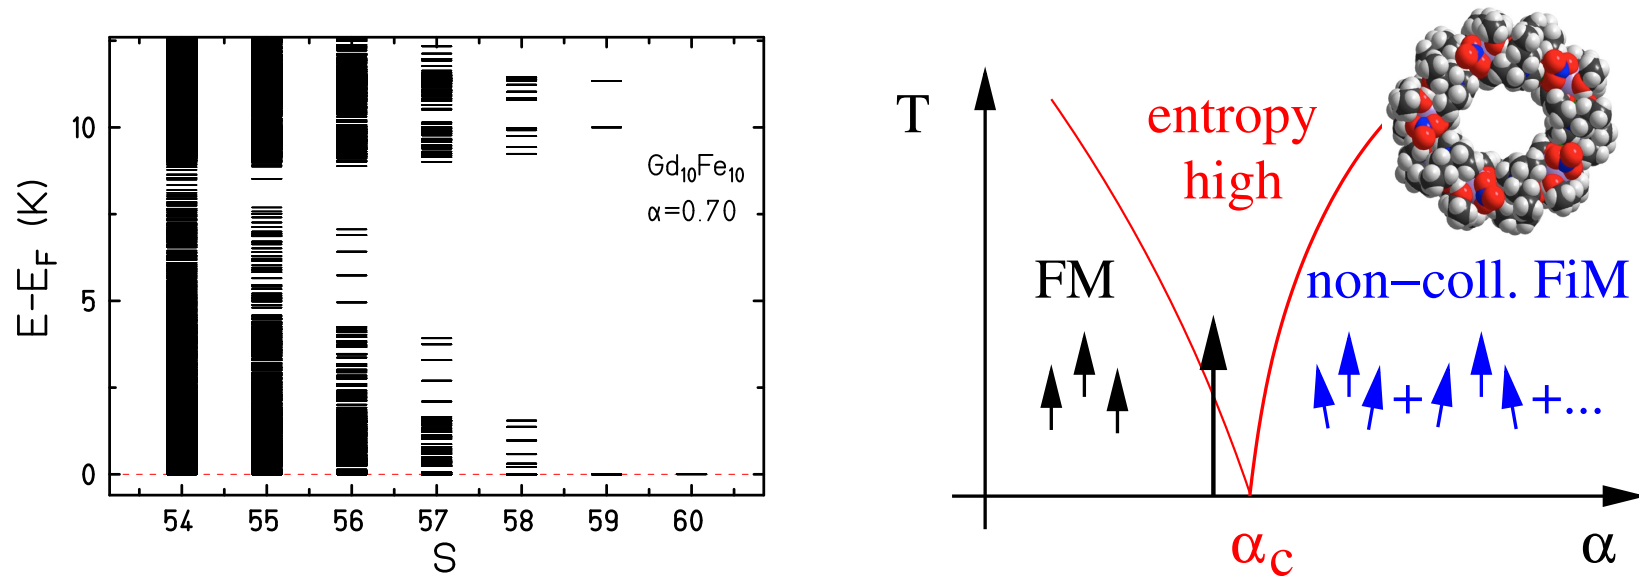 E-E_F (K)
10
5
0
Gd₁₀Fe₁₀
α=0.70
54 55 56 57 58 59 60
S
T
entropy
high
FM
non−coll. FiM
+ +...
α_c
α